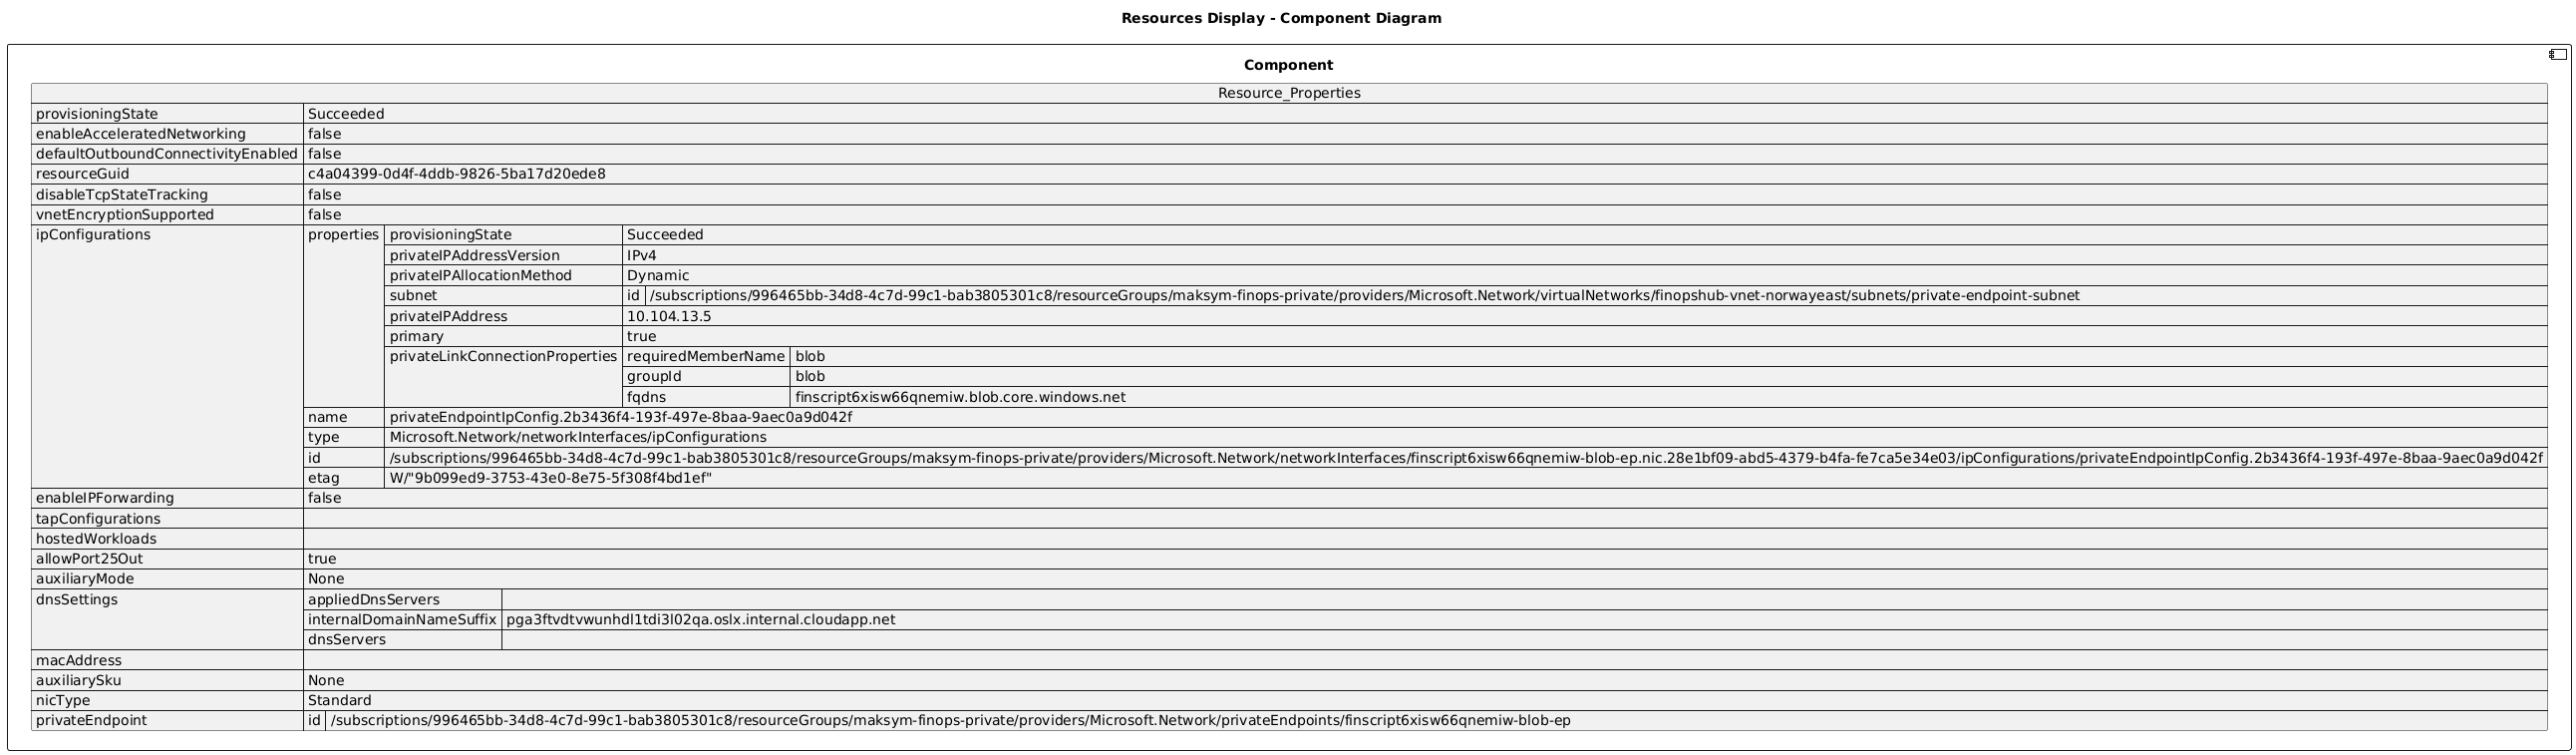 Resources Display - Component Diagram
Component
Resource_Properties
provisioningState Succeeded
enableAcceleratedNetworking false
defaultOutboundConnectivityEnabled false
resourceGuid c4a04399-0d4f-4ddb-9826-5ba17d20ede8
disableTcpStateTracking false
vnetEncryptionSupported false
ipConfigurations properties provisioningState Succeeded
privateIPAddressVersion IPv4
privateIPAllocationMethod Dynamic
subnet id /subscriptions/996465bb-34d8-4c7d-99c1-bab3805301c8/resourceGroups/maksym-finops-private/providers/Microsoft.Network/virtualNetworks/finopshub-vnet-norwayeast/subnets/private-endpoint-subnet
privateIPAddress 10.104.13.5
primary true
privateLinkConnectionProperties requiredMemberName blob
groupId blob
fqdns finscript6xisw66qnemiw.blob.core.windows.net
name privateEndpointIpConfig.2b3436f4-193f-497e-8baa-9aec0a9d042f
type Microsoft.Network/networkInterfaces/ipConfigurations
id /subscriptions/996465bb-34d8-4c7d-99c1-bab3805301c8/resourceGroups/maksym-finops-private/providers/Microsoft.Network/networkInterfaces/finscript6xisw66qnemiw-blob-ep.nic.28e1bf09-abd5-4379-b4fa-fe7ca5e34e03/ipConfigurations/privateEndpointIpConfig.2b3436f4-193f-497e-8baa-9aec0a9d042f
etag W/"9b099ed9-3753-43e0-8e75-5f308f4bd1ef"
enableIPForwarding false
tapConfigurations
hostedWorkloads
allowPort25Out true
auxiliaryMode None
dnsSettings appliedDnsServers
internalDomainNameSuffix pga3ftvdtvwunhdl1tdi3l02qa.oslx.internal.cloudapp.net
dnsServers
macAddress
auxiliarySku None
nicType Standard
privateEndpoint id /subscriptions/996465bb-34d8-4c7d-99c1-bab3805301c8/resourceGroups/maksym-finops-private/providers/Microsoft.Network/privateEndpoints/finscript6xisw66qnemiw-blob-ep